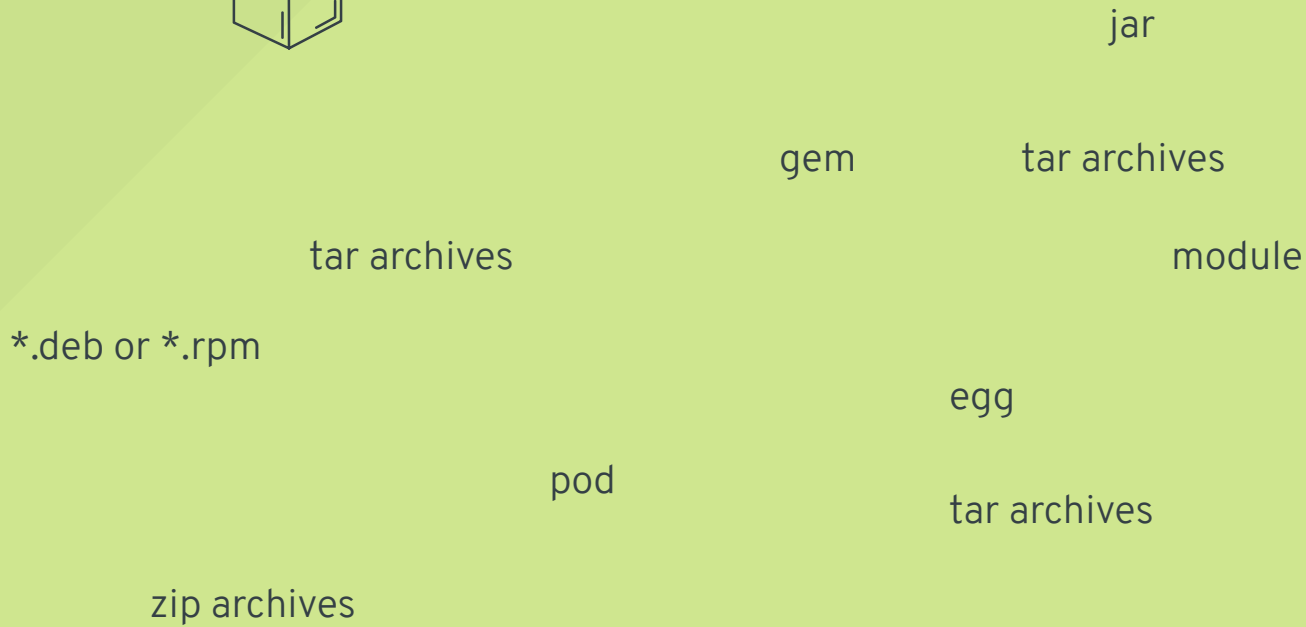 jar
gem
tar archives
tar archives
module
*.deb or *.rpm
egg
pod
tar archives
zip archives